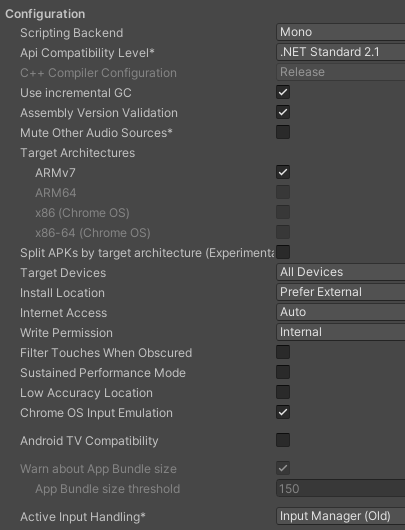 Configuration
Scripting Backend Mono
Api Compatibility Level* .NET Standard 2.1
C++ Compiler Configuration Release
Use incremental GC
Assembly Version Validation
Mute Other Audio Sources*
Target Architectures
ARMv7
ARM64
x86 (Chrome OS)
x86-64 (Chrome OS)
Split APKs by target architecture (Experimenta
Target Devices All Devices
Install Location Prefer External
Internet Access Auto
Write Permission Internal
Filter Touches When Obscured
Sustained Performance Mode
Low Accuracy Location
Chrome OS Input Emulation
Android TV Compatibility
Warn about App Bundle size
App Bundle size threshold 150
Active Input Handling* Input Manager (Old)